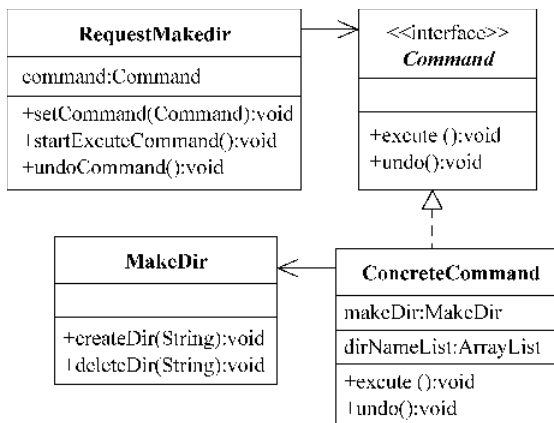 RequestMakedir
command:Command
+setCommand(Command):void
+startExcuteCommand():void
+undoCommand():void
<<interface>>
Command
+excute ():void
+undo():void
MakeDir
+createDir(String):void
+deleteDir(String):void
ConcreteCommand
makeDir:MakeDir
dirNameList:ArrayList
+excute ():void
+undo():void